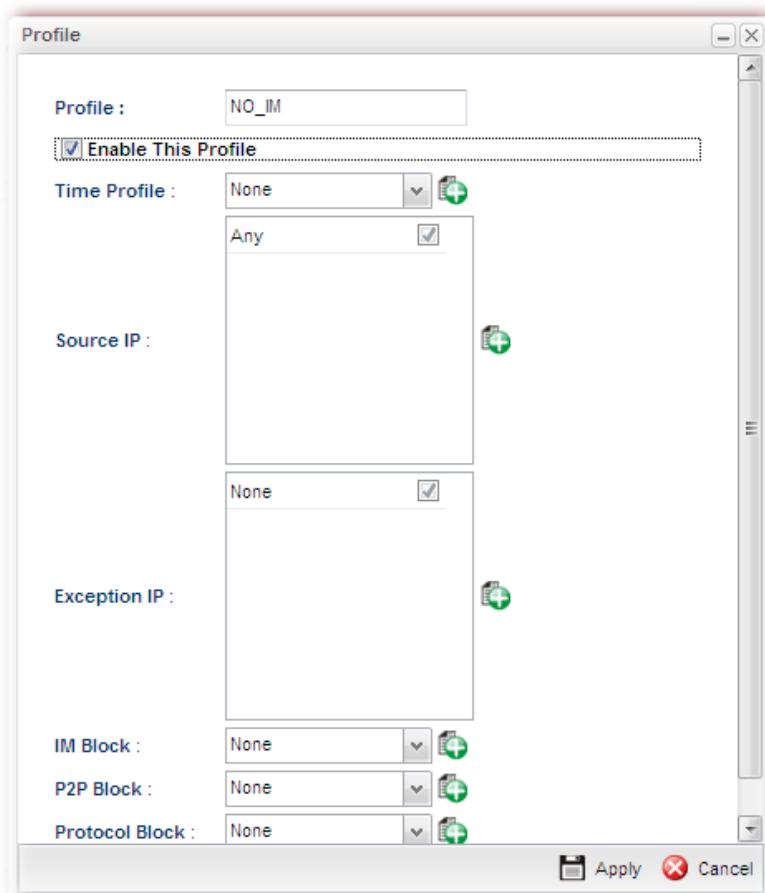 Profile
Profile : NO_IM
Enable This Profile
Time Profile : None
Any
Source IP :
None
Exception IP :
IM Block : None
P2P Block : None
Protocol Block : None
Apply Cancel